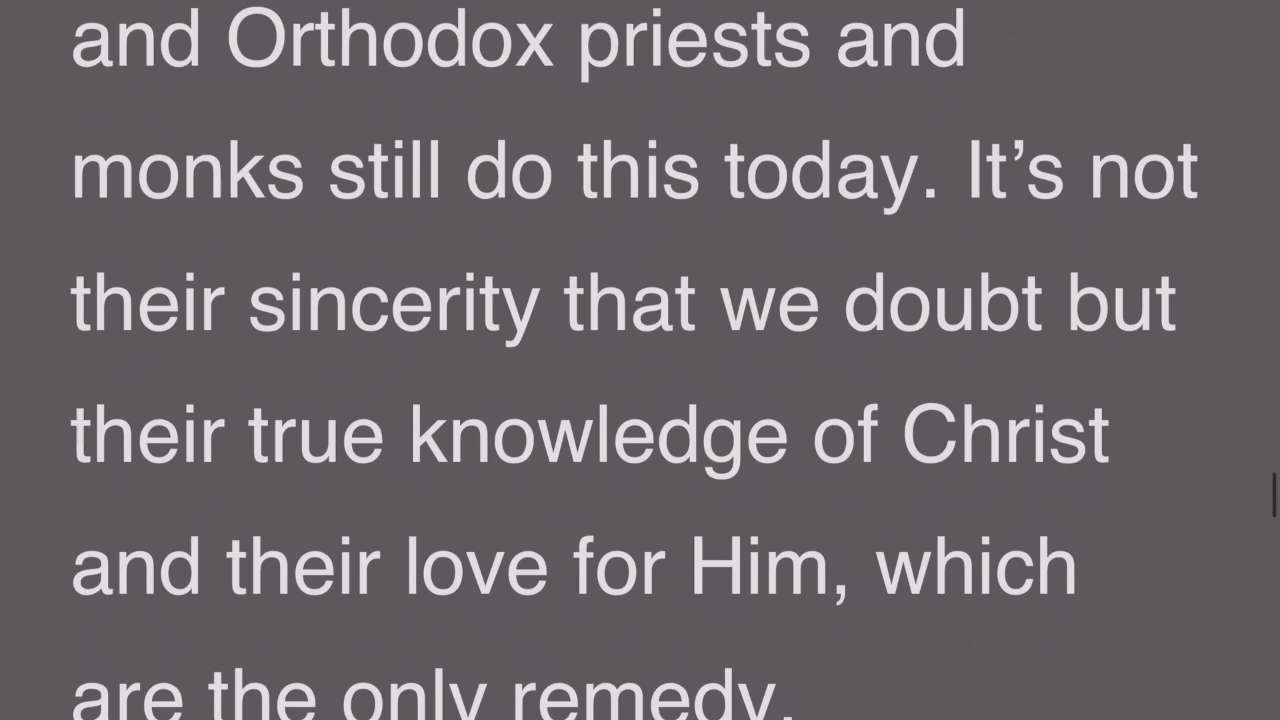 and Orthodox priests and
monks still do this today. It’s not
their sincerity that we doubt but
their true knowledge of Christ
and their love for Him, which
are the only remedy.